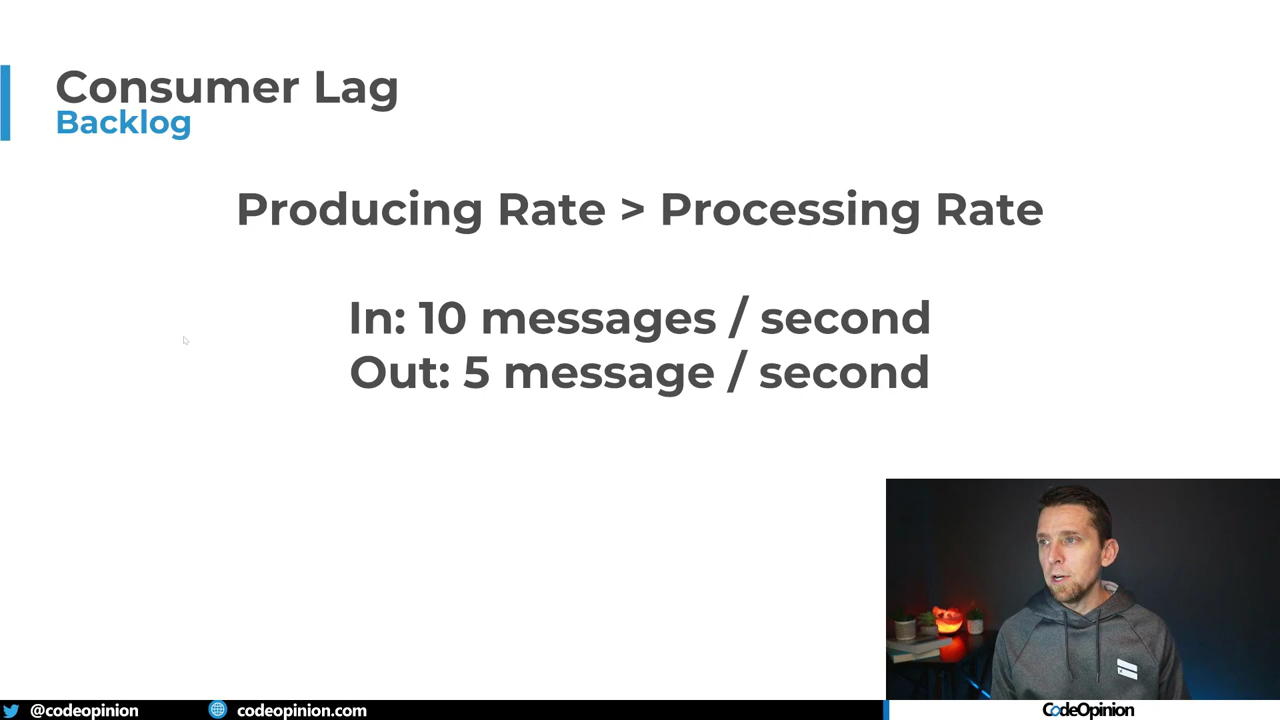 Consumer Lag
Backlog
Producing Rate > Processing Rate
In: 10 messages / second
Out: 5 message / second
@codeopinion
codeopinion.com
CodeOpinion